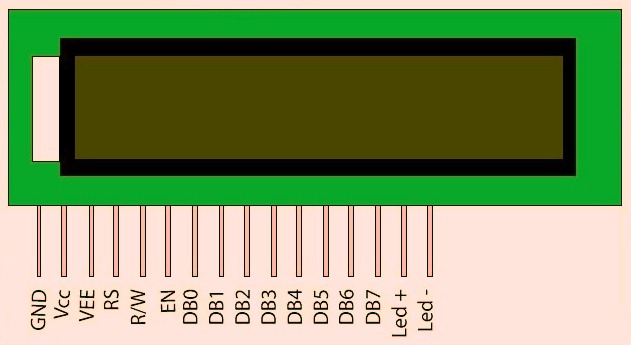 GND
Vcc
VEE
RS
R/W
EN
DB0
DB1
DB2
DB3
DB4
DB5
DB6
DB7
Led +
Led -